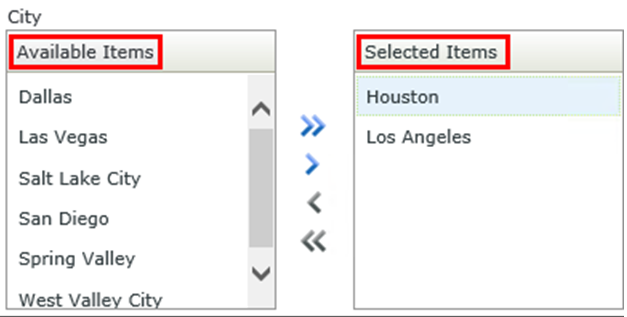 City
Available Items
Dallas
Las Vegas
Salt Lake City
San Diego
Spring Valley
West Valley City
Selected Items
Houston
Los Angeles